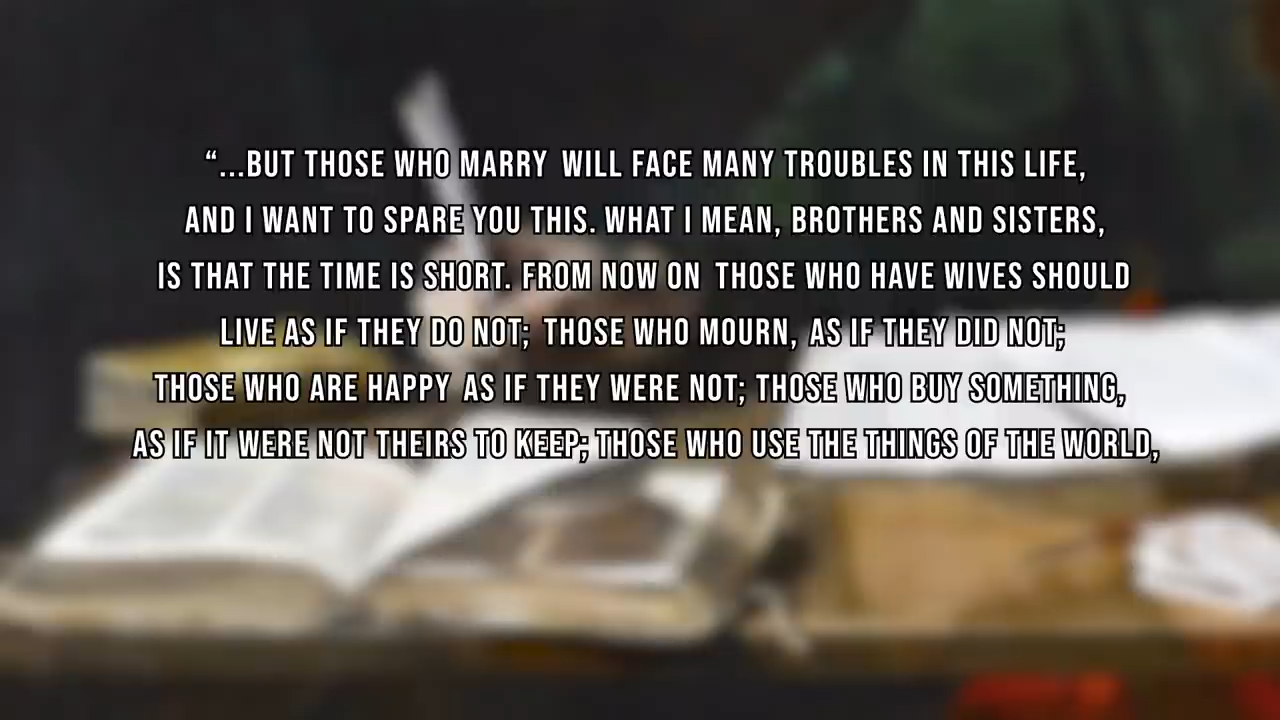 “...BUT THOSE WHO MARRY WILL FACE MANY TROUBLES IN THIS LIFE,
AND I WANT TO SPARE YOU THIS. WHAT I MEAN, BROTHERS AND SISTERS,
IS THAT THE TIME IS SHORT. FROM NOW ON THOSE WHO HAVE WIVES SHOULD
LIVE AS IF THEY DO NOT; THOSE WHO MOURN, AS IF THEY DID NOT;
THOSE WHO ARE HAPPY AS IF THEY WERE NOT; THOSE WHO BUY SOMETHING,
AS IF IT WERE NOT THEIRS TO KEEP; THOSE WHO USE THE THINGS OF THE WORLD,